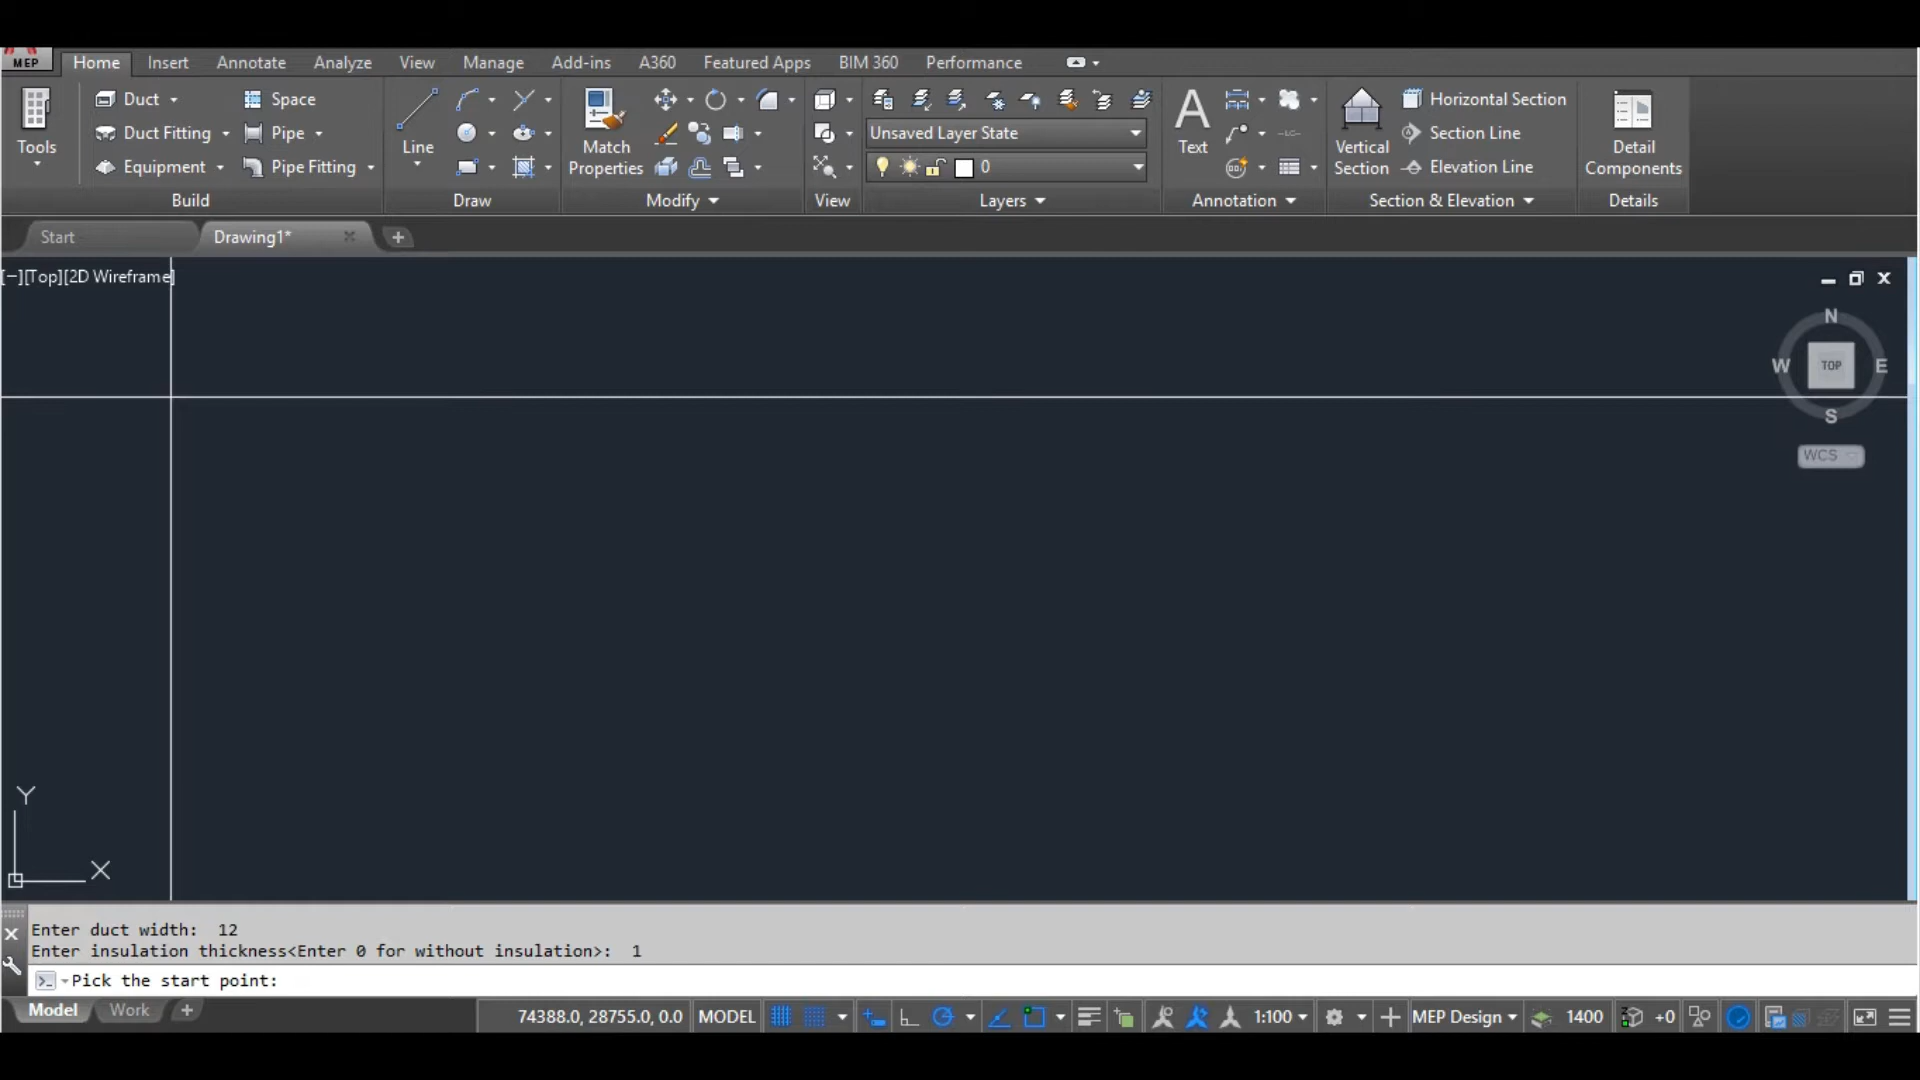 MEP
Home Insert Annotate Analyze View Manage Add-ins A360 Featured Apps BIM 360 Performance
Tools
Duct
Duct Fitting
Equipment
Space
Pipe
Pipe Fitting
Build
Line
Draw
Match
Properties
Modify
View
Unsaved Layer State
0
Layers
A
Text
Annotation
Vertical
Section
Horizontal Section
Section Line
Elevation Line
Section & Elevation
Detail
Components
Details
Start
Drawing1*
[−][Top][2D Wireframe]
N
W TOP E
S
WCS
Y
X
Enter duct width: 12
Enter insulation thickness<Enter 0 for without insulation>: 1
Pick the start point:
Model Work
74388.0, 28755.0, 0.0 MODEL 1:100 MEP Design 1400 +0